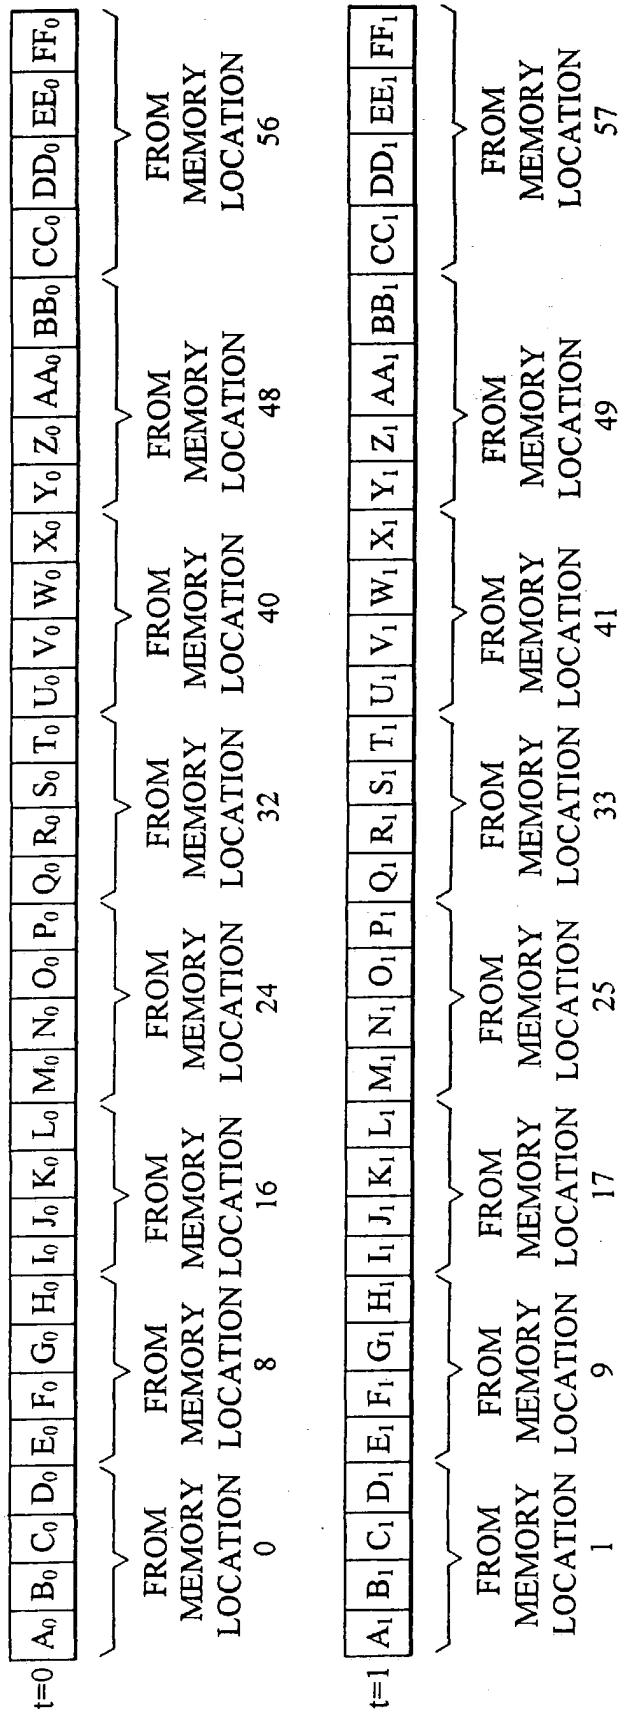 t=0 A₀ B₀ C₀ D₀ E₀ F₀ G₀ H₀ I₀ J₀ K₀ L₀ M₀ N₀ O₀ P₀ Q₀ R₀ S₀ T₀ U₀ V₀ W₀ X₀ Y₀ Z₀ AA₀ BB₀ CC₀ DD₀ EE₀ FF₀
FROM FROM FROM FROM FROM FROM FROM FROM
MEMORY MEMORY MEMORY MEMORY MEMORY MEMORY MEMORY MEMORY
LOCATION LOCATION LOCATION LOCATION LOCATION LOCATION LOCATION LOCATION
0 8 16 24 32 40 48 56
t=1 A₁ B₁ C₁ D₁ E₁ F₁ G₁ H₁ I₁ J₁ K₁ L₁ M₁ N₁ O₁ P₁ Q₁ R₁ S₁ T₁ U₁ V₁ W₁ X₁ Y₁ Z₁ AA₁ BB₁ CC₁ DD₁ EE₁ FF₁
FROM FROM FROM FROM FROM FROM FROM FROM
MEMORY MEMORY MEMORY MEMORY MEMORY MEMORY MEMORY MEMORY
LOCATION LOCATION LOCATION LOCATION LOCATION LOCATION LOCATION LOCATION
1 9 17 25 33 41 49 57